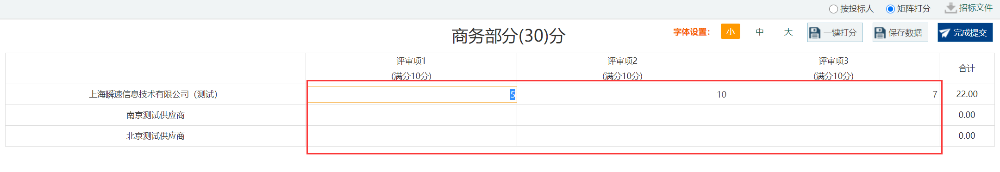 按投标人 矩阵打分 招标文件
商务部分(30)分 字体设置： 小 中 大 一键打分 保存数据 完成提交
评审项1 评审项2 评审项3 合计
(满分10分) (满分10分) (满分10分)
上海瞬速信息技术有限公司（测试） 5 10 7 22.00
南京测试供应商 0.00
北京测试供应商 0.00